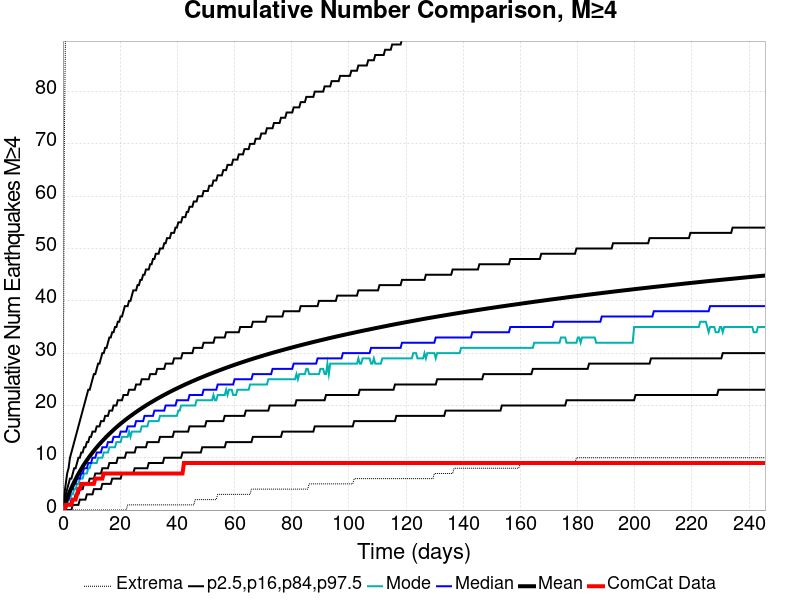 Cumulative Number Comparison, M≥4
Cumulative Num Earthquakes M≥4
80
70
60
50
40
30
20
10
0
0 20 40 60 80 100 120 140 160 180 200 220 240
Time (days)
Extrema p2.5,p16,p84,p97.5 Mode Median Mean ComCat Data